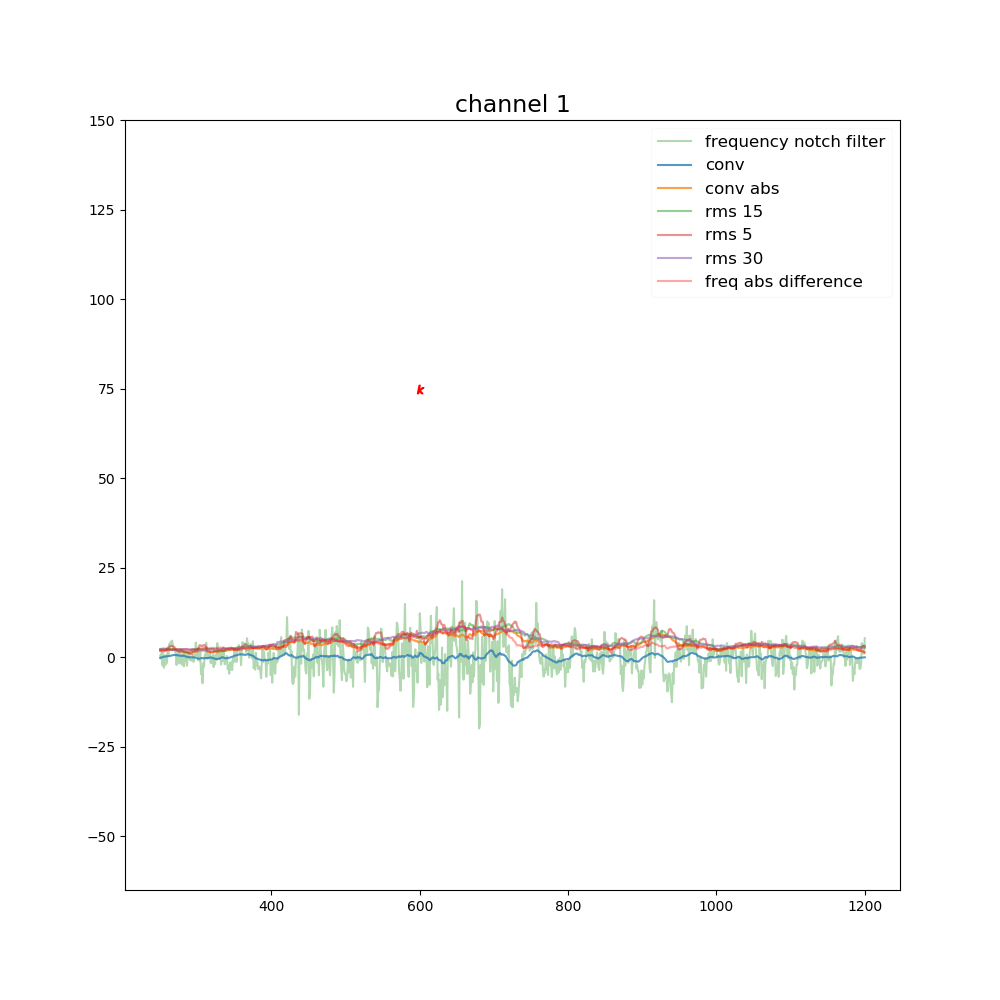 channel 1
150
125
100
75
50
25
0
−25
−50
frequency notch filter
conv
conv abs
rms 15
rms 5
rms 30
freq abs difference
k
400 600 800 1000 1200